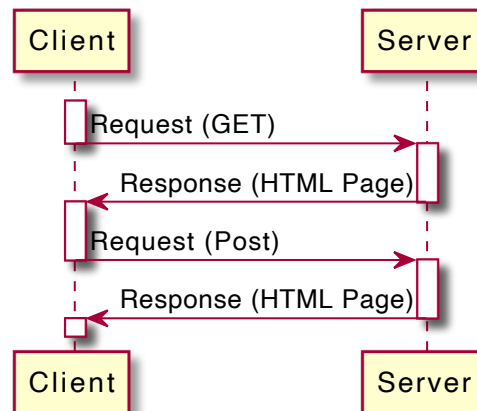 Client
Server
Request (GET)
Response (HTML Page)
Request (Post)
Response (HTML Page)
Client
Server